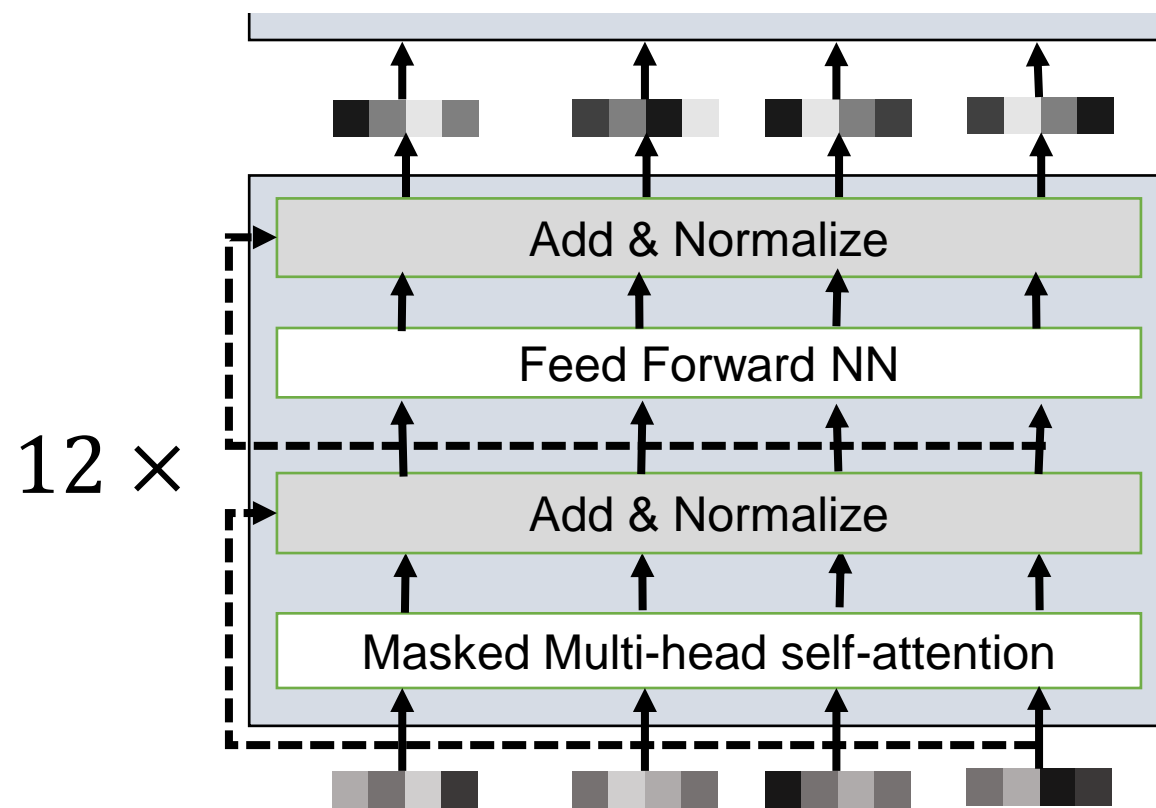 Add & Normalize
Feed Forward NN
12 ×
Add & Normalize
Masked Multi-head self-attention